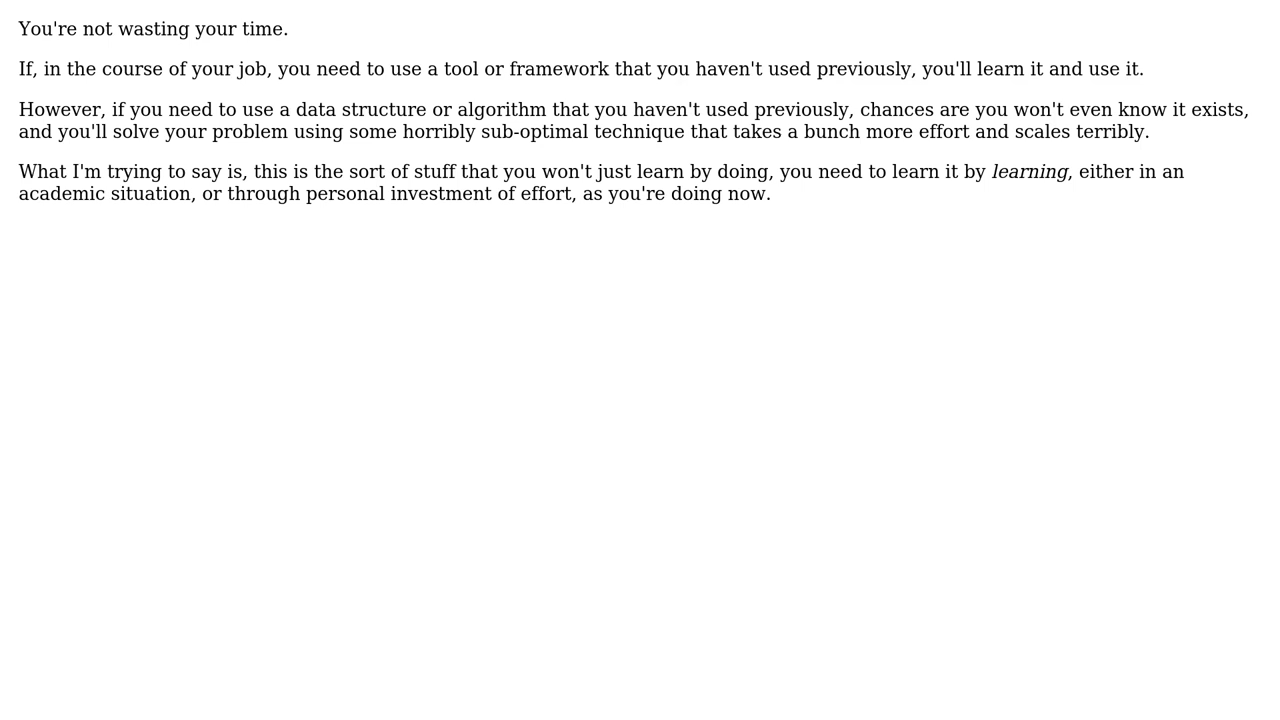 You're not wasting your time.
If, in the course of your job, you need to use a tool or framework that you haven't used previously, you'll learn it and use it.
However, if you need to use a data structure or algorithm that you haven't used previously, chances are you won't even know it exists,
and you'll solve your problem using some horribly sub-optimal technique that takes a bunch more effort and scales terribly.
What I'm trying to say is, this is the sort of stuff that you won't just learn by doing, you need to learn it by learning, either in an
academic situation, or through personal investment of effort, as you're doing now.